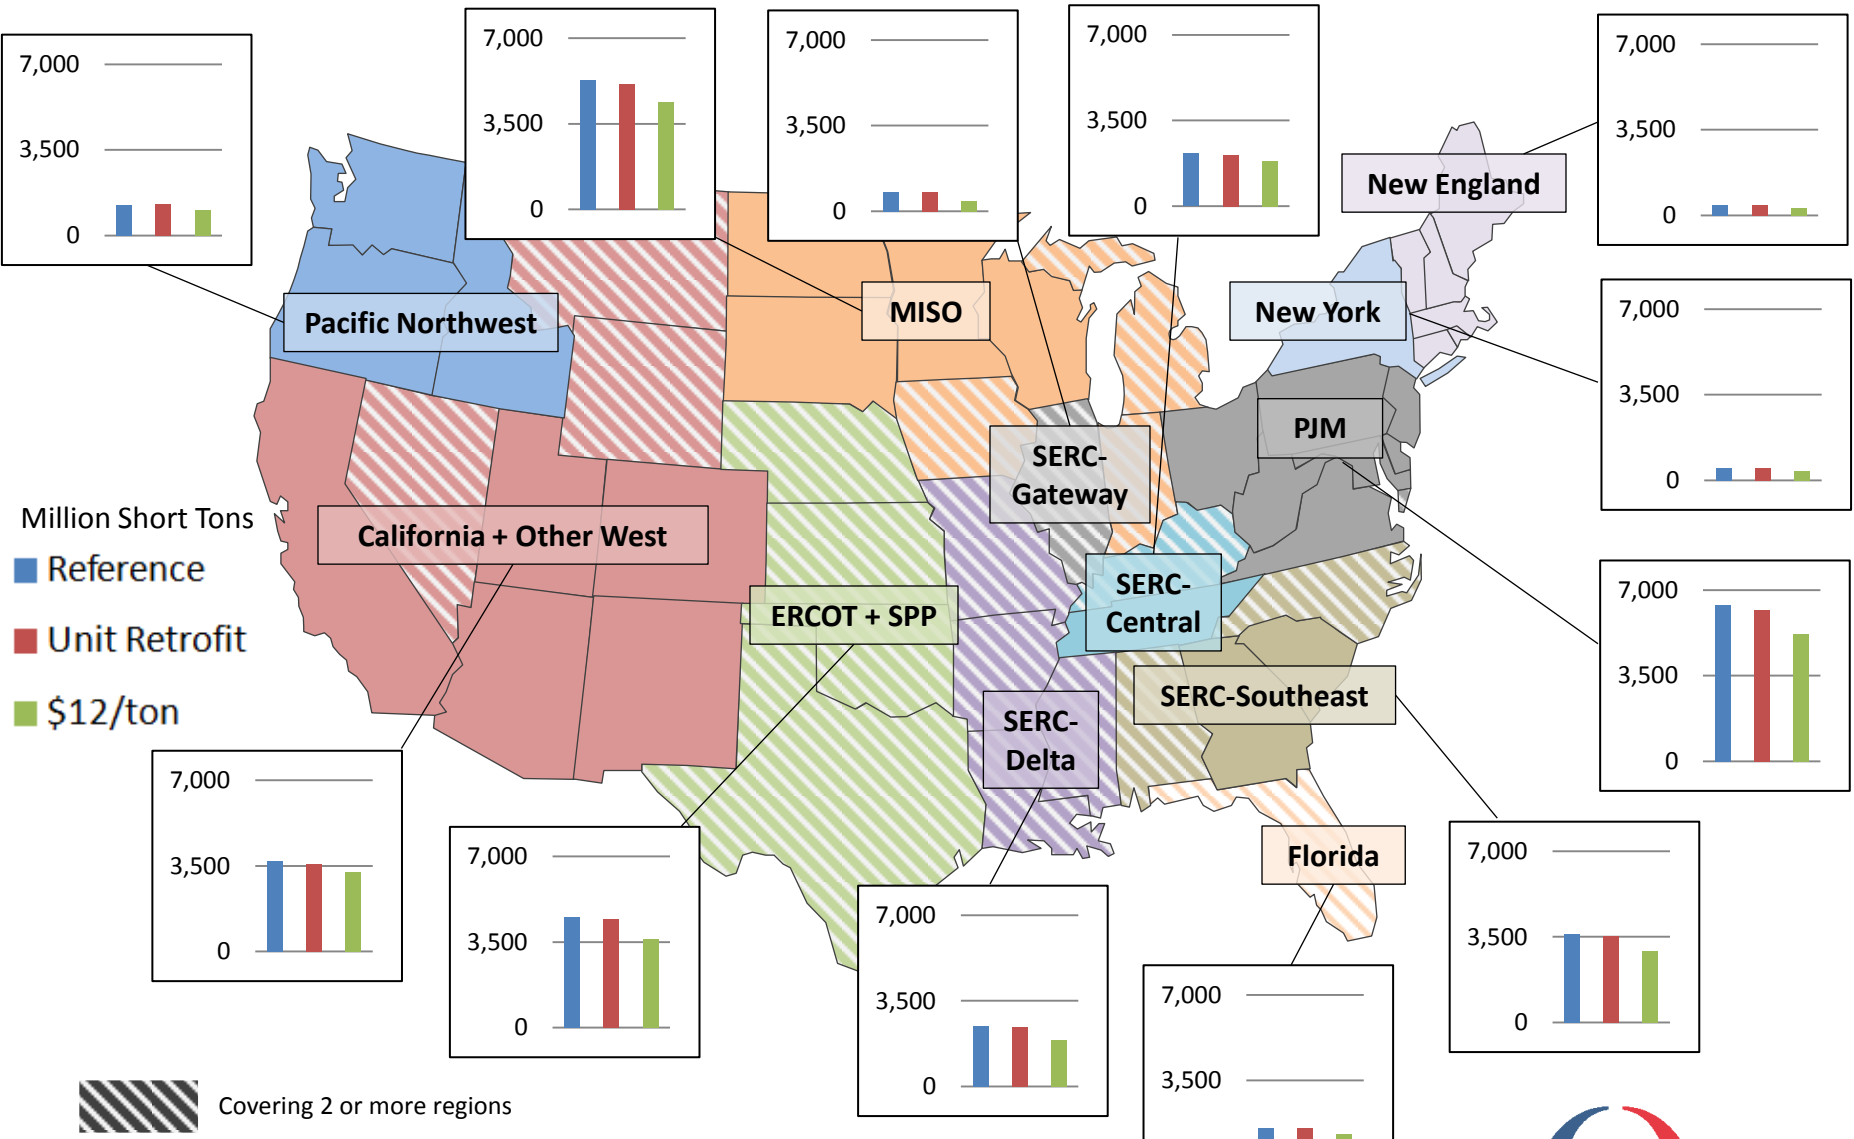 7,000
3,500
0
7,000
3,500
0
7,000
3,500
0
7,000
3,500
0
7,000
3,500
0
New England
Pacific Northwest
MISO
New York
7,000
3,500
0
PJM
SERC-
Gateway
California + Other West
Million Short Tons
Reference
Unit Retrofit
$12/ton
ERCOT + SPP
SERC-
Central
7,000
3,500
0
SERC-Southeast
SERC-
Delta
7,000
3,500
0
7,000
3,500
0
Florida
7,000
3,500
0
7,000
3,500
0
7,000
3,500
Covering 2 or more regions